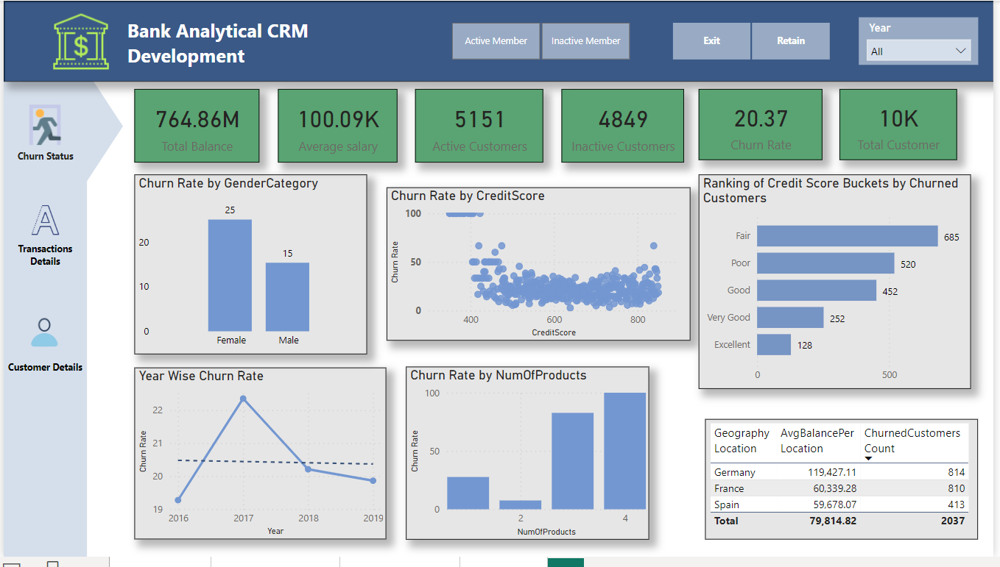 Bank Analytical CRM
Development
Active Member
Inactive Member
Exit
Retain
Year
All
$
Churn Status
A
Transactions
Details
Customer Details
764.86M
Total Balance
100.09K
Average salary
5151
Active Customers
4849
Inactive Customers
20.37
Churn Rate
10K
Total Customer
Churn Rate by GenderCategory
25
15
20
10
0
Female
Male
Churn Rate by CreditScore
100
50
0
Churn Rate
400
600
800
CreditScore
Ranking of Credit Score Buckets by Churned
Customers
Fair
685
Poor
520
Good
452
Very Good
252
Excellent
128
0
500
Year Wise Churn Rate
22
21
20
19
Churn Rate
2016
2017
2018
2019
Year
Churn Rate by NumOfProducts
100
50
0
Churn Rate
2
4
NumOfProducts
Geography AvgBalancePer ChurnedCustomers
Location Location Count
Germany 119,427.11 814
France 60,339.28 810
Spain 59,678.07 413
Total 79,814.82 2037